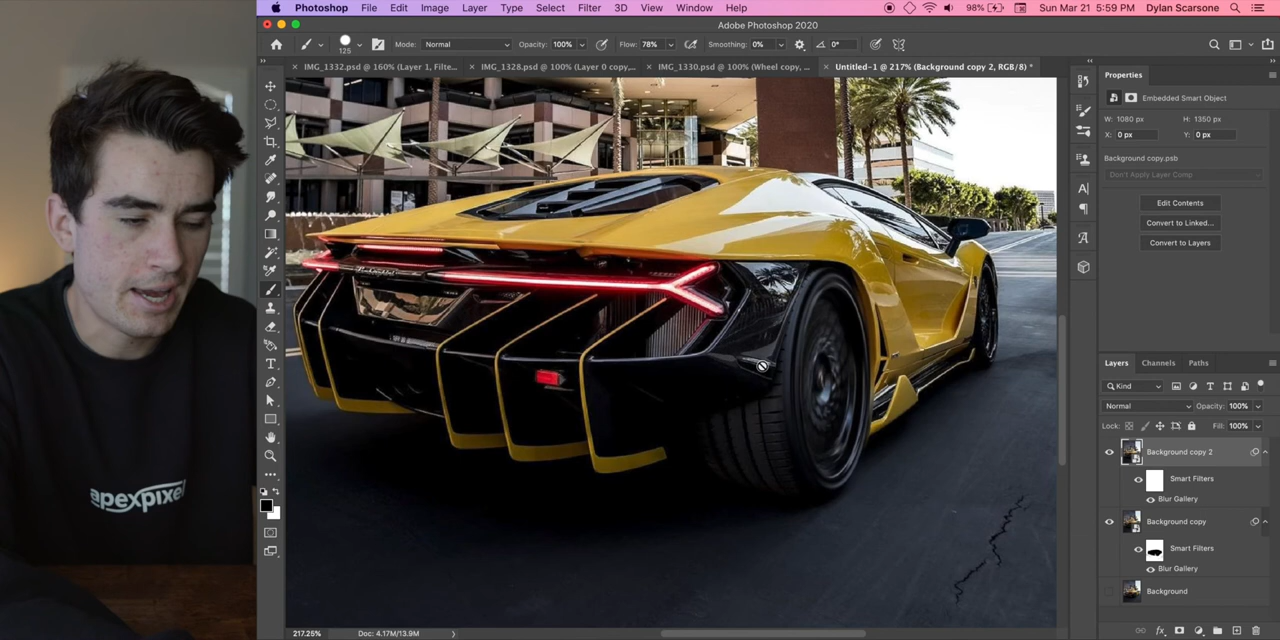 Photoshop File Edit Image Layer Type Select Filter 3D View Window Help 98% Sun Mar 21 5:59 PM Dylan Scarsone
Adobe Photoshop 2020
125 Mode: Normal Opacity: 100% Flow: 78% Smoothing: 0% 0°
IMG_1332.psd @ 160% (Layer 1, Filte... IMG_1328.psd @ 100% (Layer 0 copy,... IMG_1330.psd @ 100% (Wheel copy, ... Untitled-1 @ 217% (Background copy 2, RGB/8) *
Properties
Embedded Smart Object
W: 1080 px H: 1350 px
X: 0 px Y: 0 px
Background copy.psb
Don't Apply Layer Comp
Edit Contents
Convert to Linked...
Convert to Layers
Layers Channels Paths
Kind
Normal Opacity: 100%
Lock: Fill: 100%
Background copy 2
Smart Filters
Blur Gallery
Background copy
Smart Filters
Blur Gallery
Background
apexpixel
217.25% Doc: 4.17M/13.9M